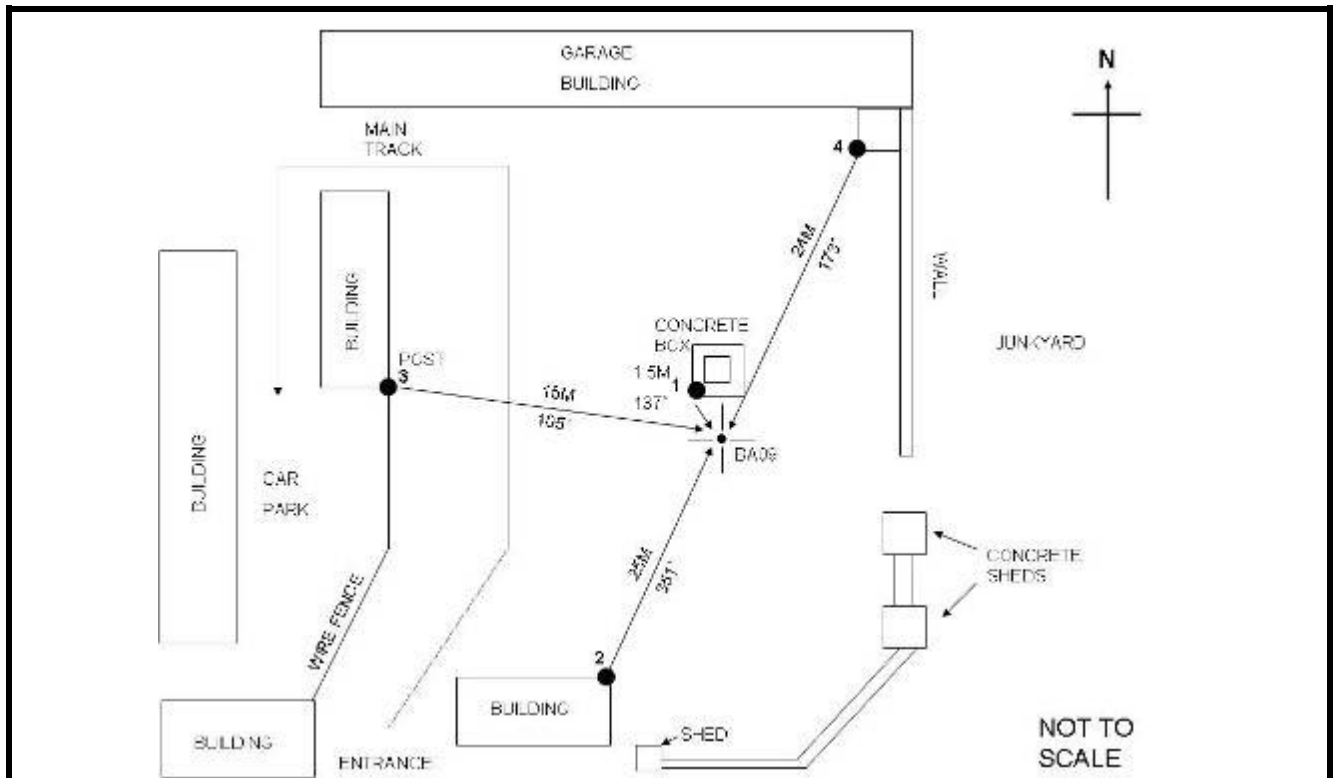 GARAGE
BUILDING
N
MAIN
TRACK
4
24M
173°
WALL
BUILDING
CONCRETE
BOX
POST
3
1.5M
1
137°
JUNKYARD
15M
105°
BA09
BUILDING
CAR
PARK
25M
351°
CONCRETE
SHEDS
WIRE FENCE
2
BUILDING
BUILDING
SHED
ENTRANCE
NOT TO
SCALE